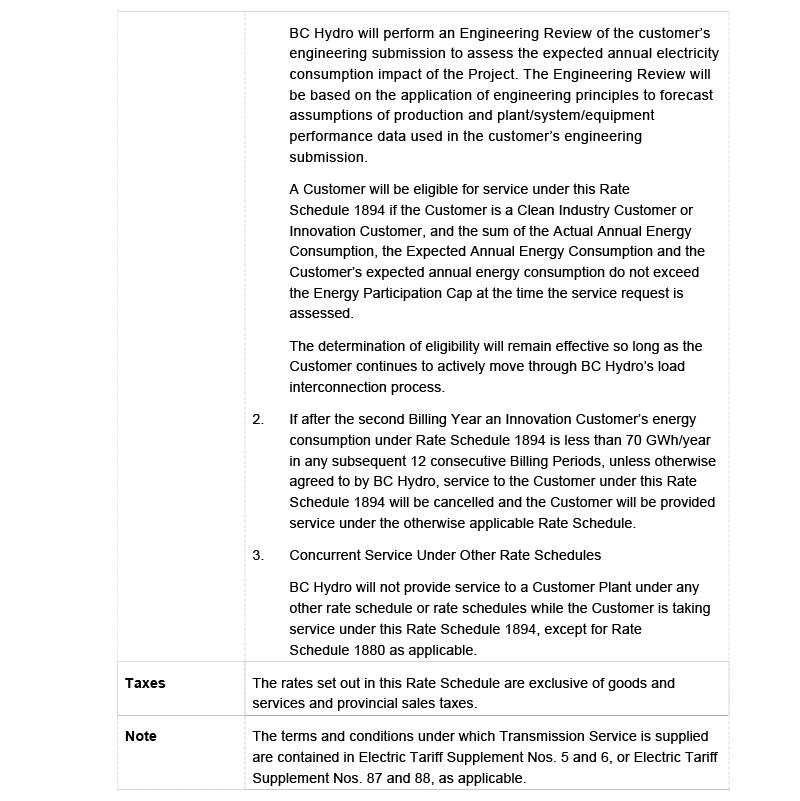 BC Hydro will perform an Engineering Review of the customer’s
engineering submission to assess the expected annual electricity
consumption impact of the Project. The Engineering Review will
be based on the application of engineering principles to forecast
assumptions of production and plant/system/equipment
performance data used in the customer’s engineering
submission.
A Customer will be eligible for service under this Rate
Schedule 1894 if the Customer is a Clean Industry Customer or
Innovation Customer, and the sum of the Actual Annual Energy
Consumption, the Expected Annual Energy Consumption and the
Customer’s expected annual energy consumption do not exceed
the Energy Participation Cap at the time the service request is
assessed.
The determination of eligibility will remain effective so long as the
Customer continues to actively move through BC Hydro’s load
interconnection process.
2. If after the second Billing Year an Innovation Customer’s energy
consumption under Rate Schedule 1894 is less than 70 GWh/year
in any subsequent 12 consecutive Billing Periods, unless otherwise
agreed to by BC Hydro, service to the Customer under this Rate
Schedule 1894 will be cancelled and the Customer will be provided
service under the otherwise applicable Rate Schedule.
3. Concurrent Service Under Other Rate Schedules
BC Hydro will not provide service to a Customer Plant under any
other rate schedule or rate schedules while the Customer is taking
service under this Rate Schedule 1894, except for Rate
Schedule 1880 as applicable.
Taxes The rates set out in this Rate Schedule are exclusive of goods and
services and provincial sales taxes.
Note The terms and conditions under which Transmission Service is supplied
are contained in Electric Tariff Supplement Nos. 5 and 6, or Electric Tariff
Supplement Nos. 87 and 88, as applicable.